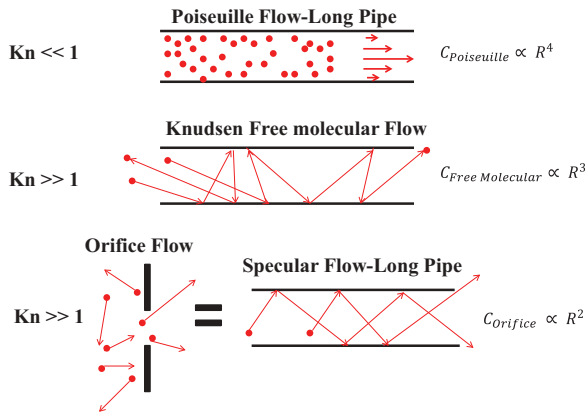 Poiseuille Flow-Long Pipe
Kn << 1
C_Poiseuille ∝ R^4
Knudsen Free molecular Flow
Kn >> 1
C_Free Molecular ∝ R^3
Orifice Flow
Specular Flow-Long Pipe
Kn >> 1
=
C_Orifice ∝ R^2